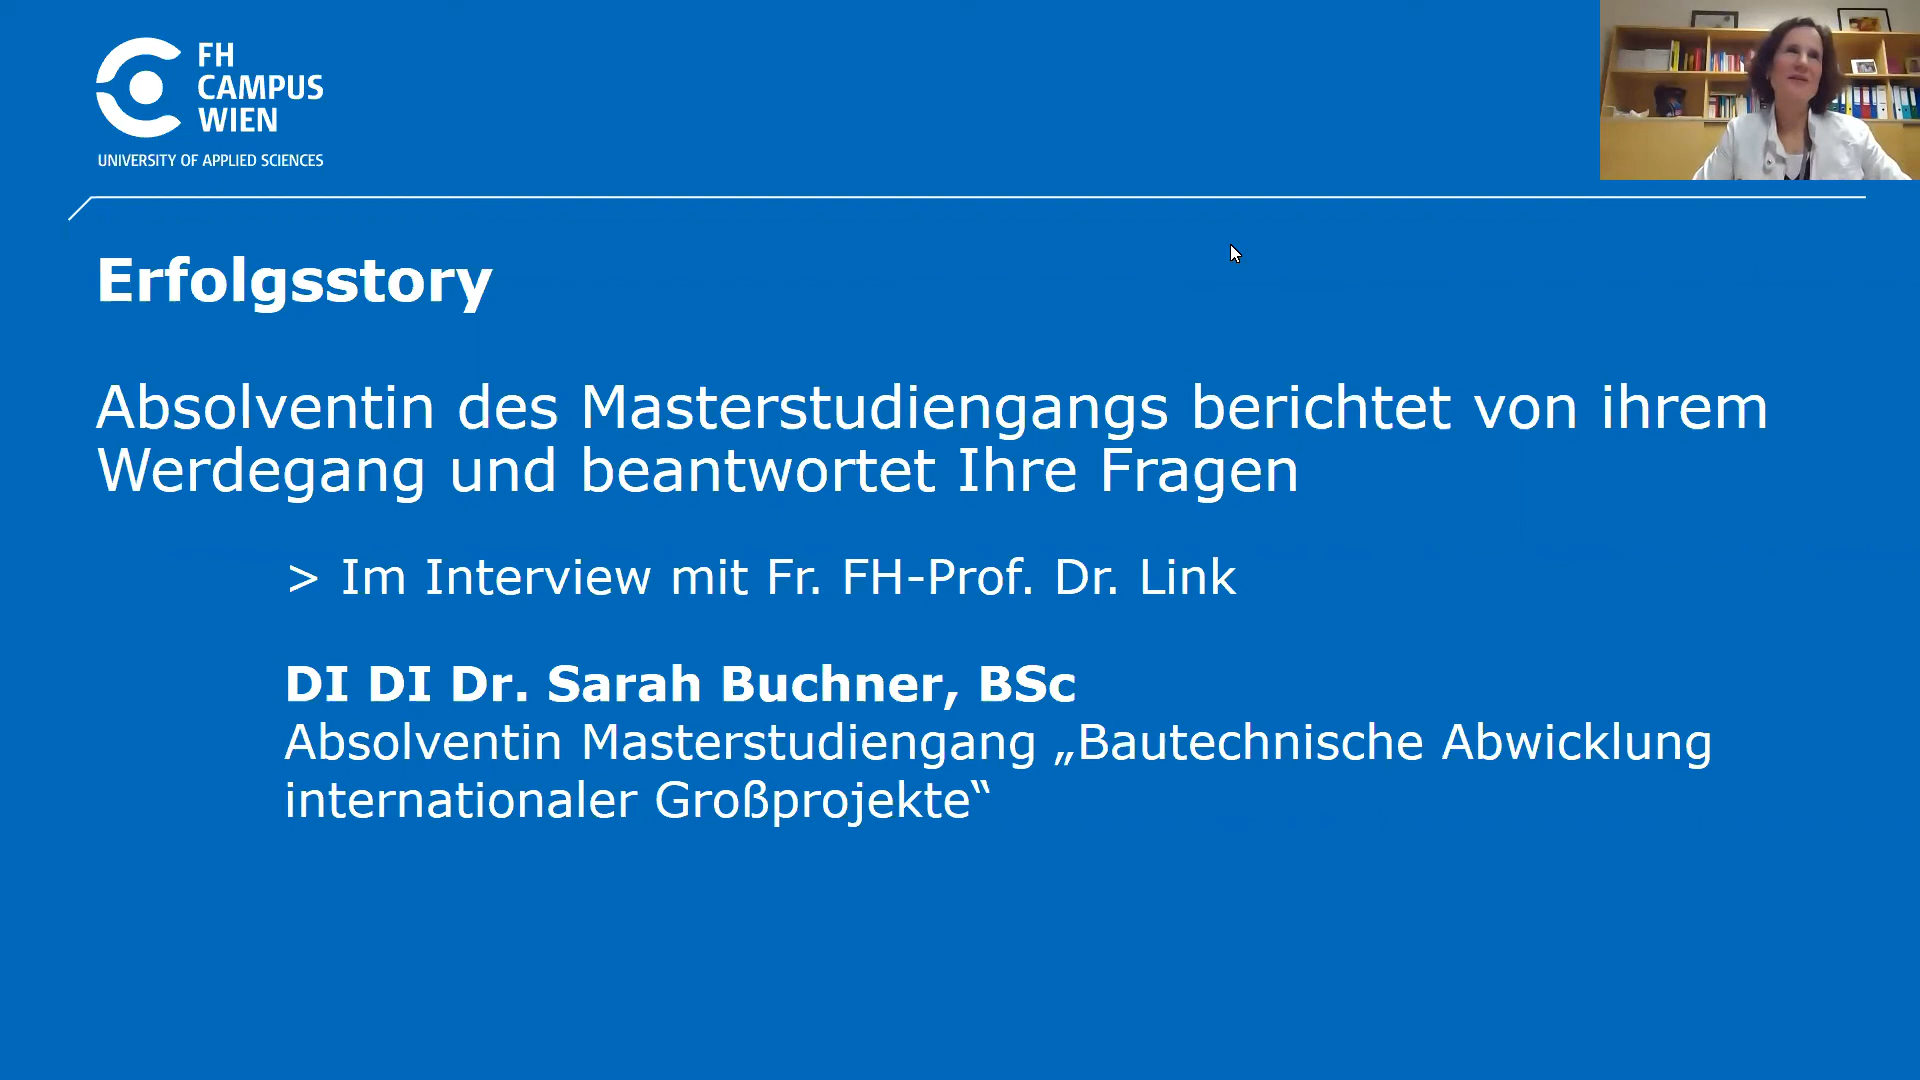 FH
CAMPUS
WIEN
UNIVERSITY OF APPLIED SCIENCES
Erfolgsstory
Absolventin des Masterstudiengangs berichtet von ihrem
Werdegang und beantwortet Ihre Fragen
> Im Interview mit Fr. FH-Prof. Dr. Link
DI DI Dr. Sarah Buchner, BSc
Absolventin Masterstudiengang „Bautechnische Abwicklung
internationaler Großprojekte“